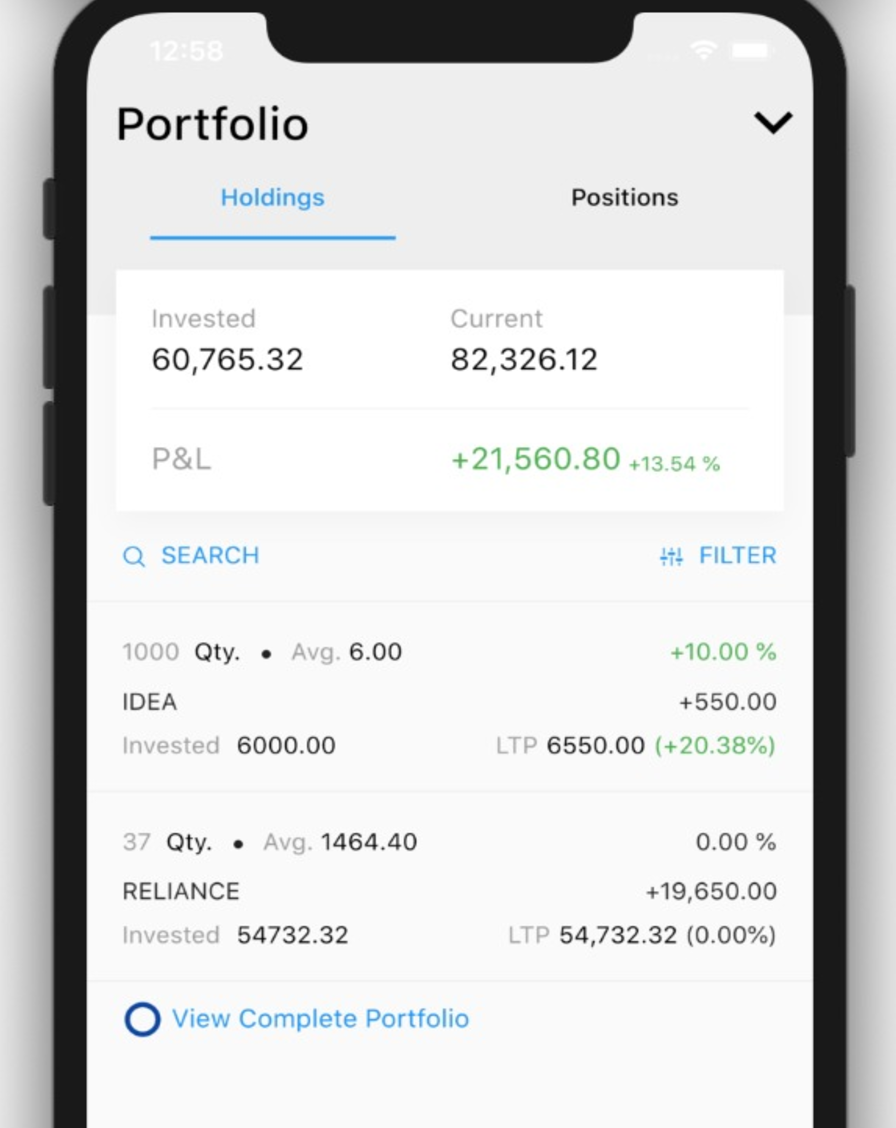 12:58
Portfolio
Holdings Positions
Invested Current
60,765.32 82,326.12
P&L +21,560.80 +13.54 %
SEARCH FILTER
1000 Qty. • Avg. 6.00 +10.00 %
IDEA +550.00
Invested 6000.00 LTP 6550.00 (+20.38%)
37 Qty. • Avg. 1464.40 0.00 %
RELIANCE +19,650.00
Invested 54732.32 LTP 54,732.32 (0.00%)
View Complete Portfolio